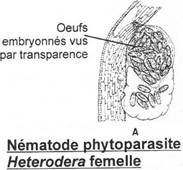 Oeufs
embryonnés vus
par transparence
A
Nématode phytoparasite
Heterodera femelle